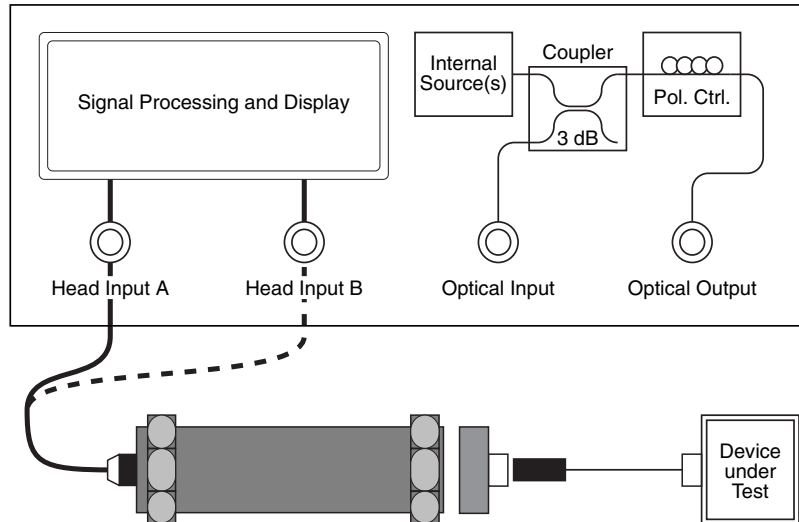 Signal Processing and Display
Internal
Source(s)
Coupler
3 dB
Pol. Ctrl.
Head Input A
Head Input B
Optical Input
Optical Output
Device
under
Test